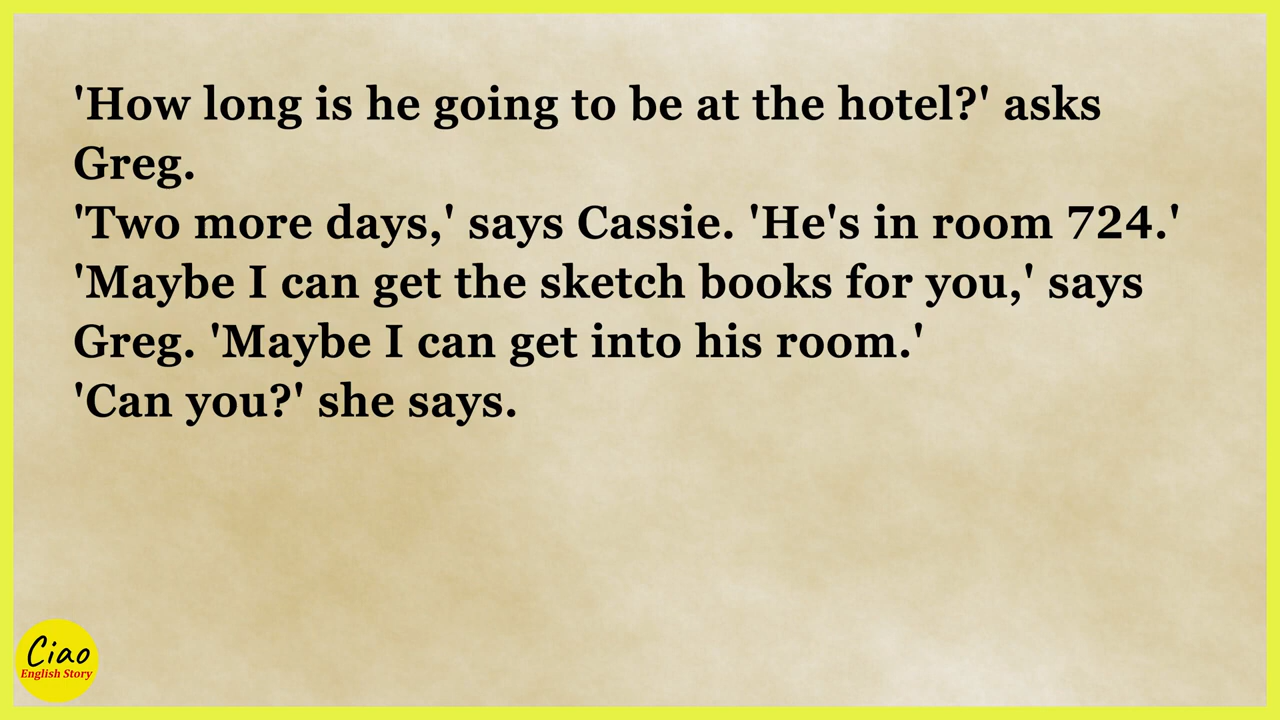 'How long is he going to be at the hotel?' asks
Greg.
'Two more days,' says Cassie. 'He's in room 724.'
'Maybe I can get the sketch books for you,' says
Greg. 'Maybe I can get into his room.'
'Can you?' she says.
Ciao
English Story